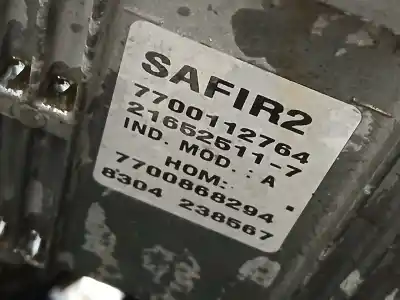 SAFIR2
7700112764
21652511-7
IND. MOD. : A
HOM:
7700868294
8304 238567